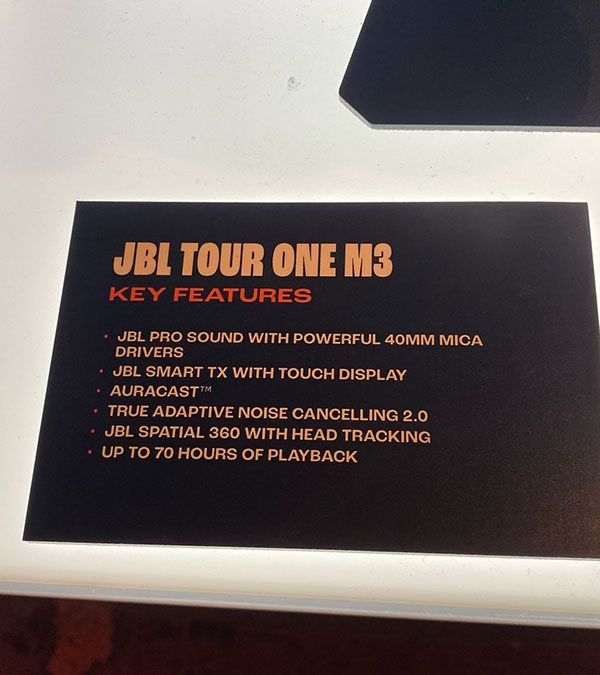 JBL TOUR ONE M3
KEY FEATURES
• JBL PRO SOUND WITH POWERFUL 40MM MICA
DRIVERS
• JBL SMART TX WITH TOUCH DISPLAY
• AURACAST™
• TRUE ADAPTIVE NOISE CANCELLING 2.0
• JBL SPATIAL 360 WITH HEAD TRACKING
• UP TO 70 HOURS OF PLAYBACK